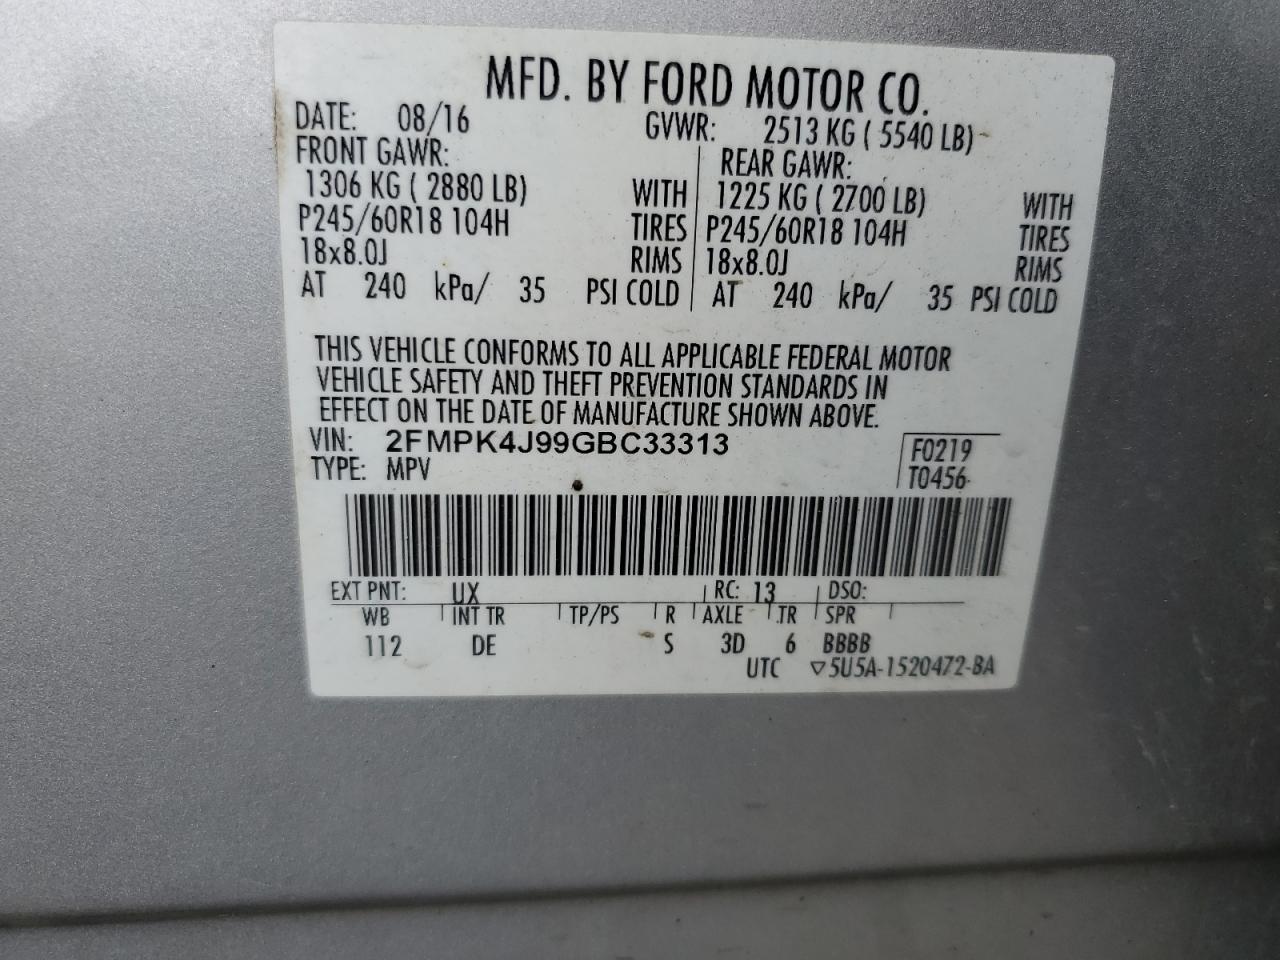 MFD. BY FORD MOTOR CO.
DATE: 08/16 GVWR: 2513 KG ( 5540 LB)
FRONT GAWR: REAR GAWR:
1306 KG ( 2880 LB) WITH 1225 KG ( 2700 LB) WITH
P245/60R18 104H TIRES P245/60R18 104H TIRES
18x8.0J RIMS 18x8.0J RIMS
AT 240 kPa/ 35 PSI COLD AT 240 kPa/ 35 PSI COLD
THIS VEHICLE CONFORMS TO ALL APPLICABLE FEDERAL MOTOR
VEHICLE SAFETY AND THEFT PREVENTION STANDARDS IN
EFFECT ON THE DATE OF MANUFACTURE SHOWN ABOVE.
VIN: 2FMPK4J99GBC33313 F0219
TYPE: MPV T0456
EXT PNT: UX RC: 13 DSO:
WB INT TR TP/PS R AXLE TR SPR
112 DE S 3D 6 BBBB
UTC ▽5U5A-1520472-BA